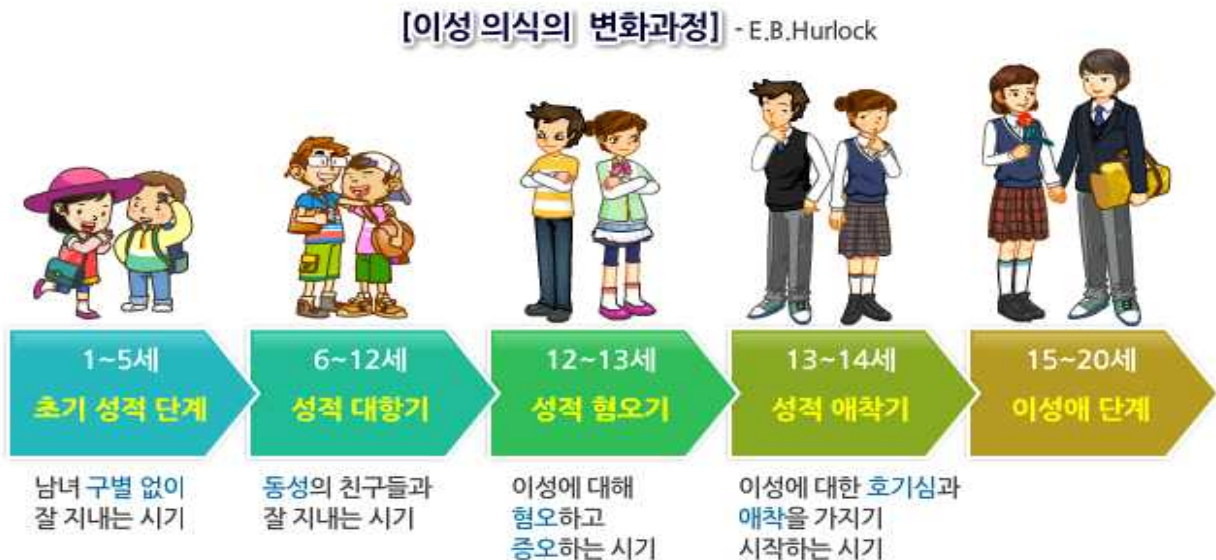 [이성 의식의 변화과정] - E.B.Hurlock
1~5세
초기 성적 단계
남녀 구별 없이
잘 지내는 시기
6~12세
성적 대항기
동성의 친구들과
잘 지내는 시기
12~13세
성적 혐오기
이성에 대해
혐오하고
증오하는 시기
13~14세
성적 애착기
이성에 대한 호기심과
애착을 가지기
시작하는 시기
15~20세
이성애 단계